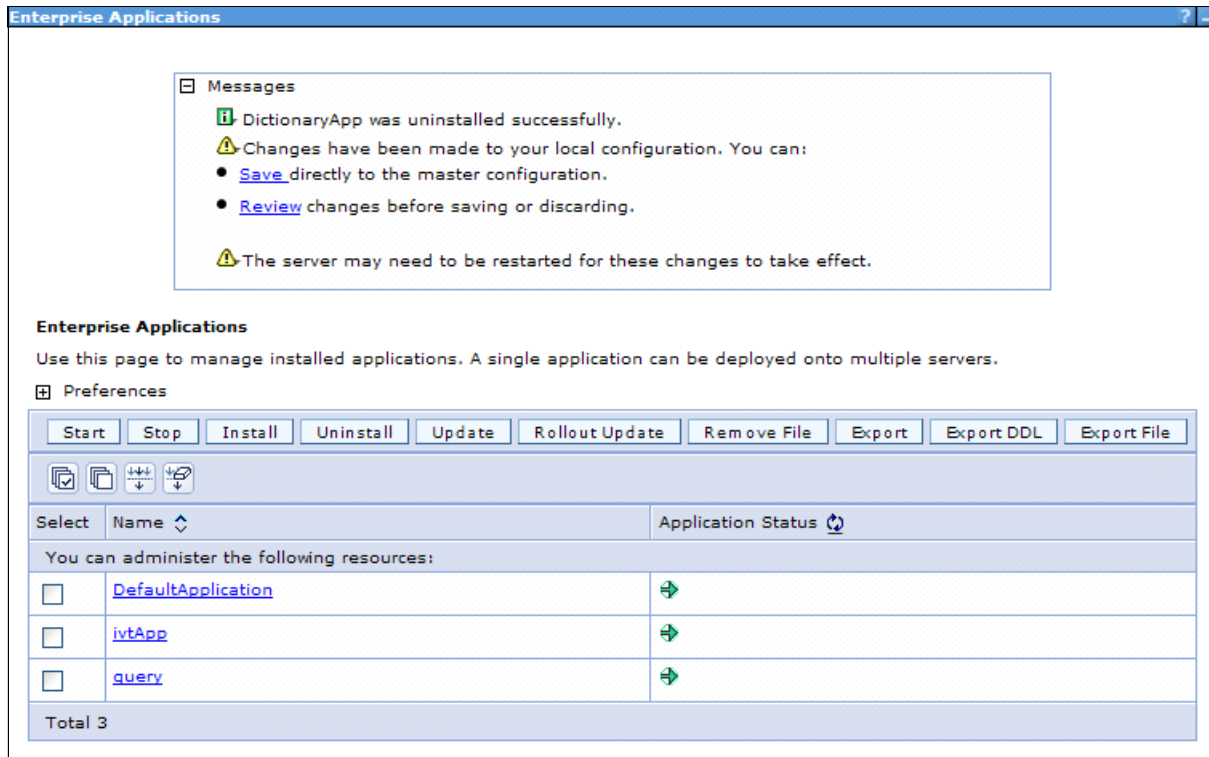 Enterprise Applications ?
Messages
DictionaryApp was uninstalled successfully.
Changes have been made to your local configuration. You can:
Save directly to the master configuration.
Review changes before saving or discarding.
The server may need to be restarted for these changes to take effect.
Enterprise Applications
Use this page to manage installed applications. A single application can be deployed onto multiple servers.
Preferences
Start Stop Install Uninstall Update Rollout Update Remove File Export Export DDL Export File
Select Name Application Status
You can administer the following resources:
DefaultApplication
ivtApp
query
Total 3